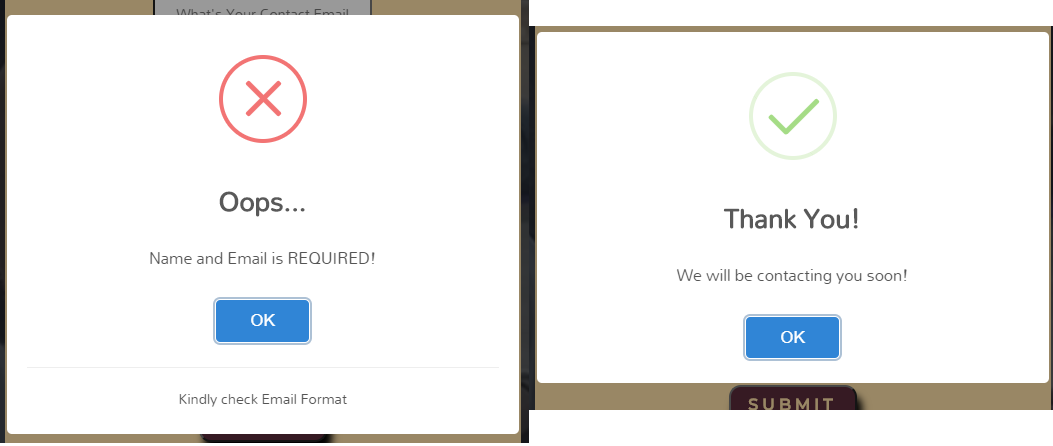 What's Your Contact Email
Oops...
Name and Email is REQUIRED!
OK
Kindly check Email Format
Thank You!
We will be contacting you soon!
OK
SUBMIT